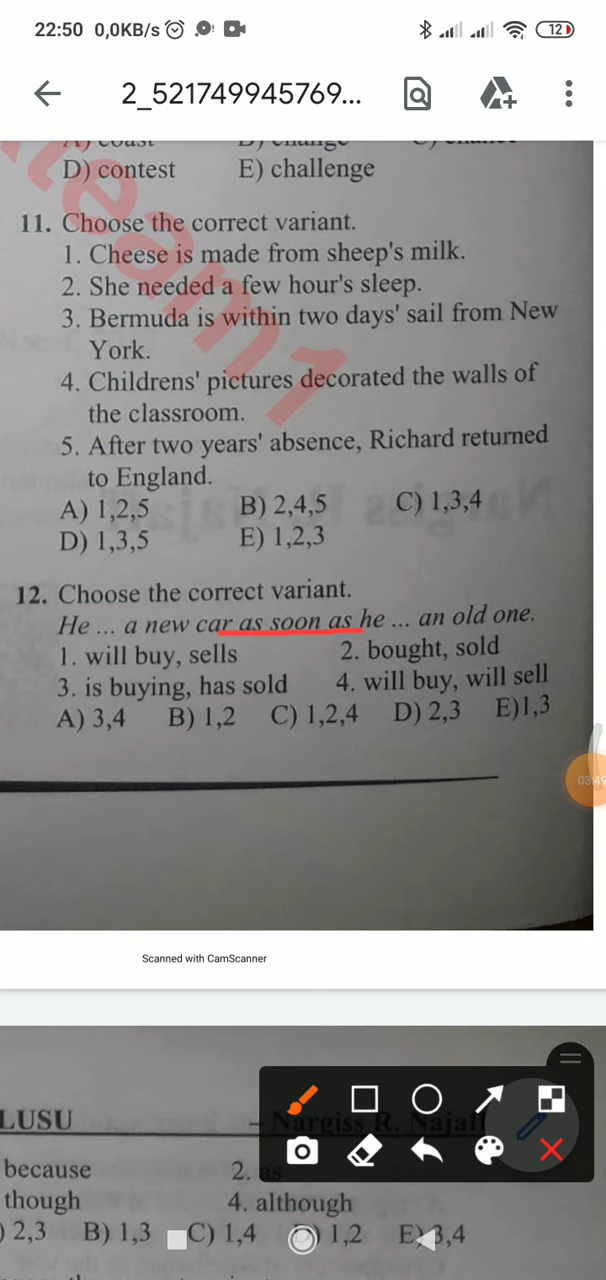 22:50 0,0KB/s 12
2_521749945769...
D) contest E) challenge
11. Choose the correct variant.
1. Cheese is made from sheep's milk.
2. She needed a few hour's sleep.
3. Bermuda is within two days' sail from New
York.
4. Childrens' pictures decorated the walls of
the classroom.
5. After two years' absence, Richard returned
to England.
A) 1,2,5 B) 2,4,5 C) 1,3,4
D) 1,3,5 E) 1,2,3
12. Choose the correct variant.
He ... a new car as soon as he ... an old one.
1. will buy, sells 2. bought, sold
3. is buying, has sold 4. will buy, will sell
A) 3,4 B) 1,2 C) 1,2,4 D) 2,3 E)1,3
03:49
Scanned with CamScanner
LUSU – Nargiss R. Najaf
because 2. as
though 4. although
) 2,3 B) 1,3 C) 1,4 D) 1,2 E) 3,4